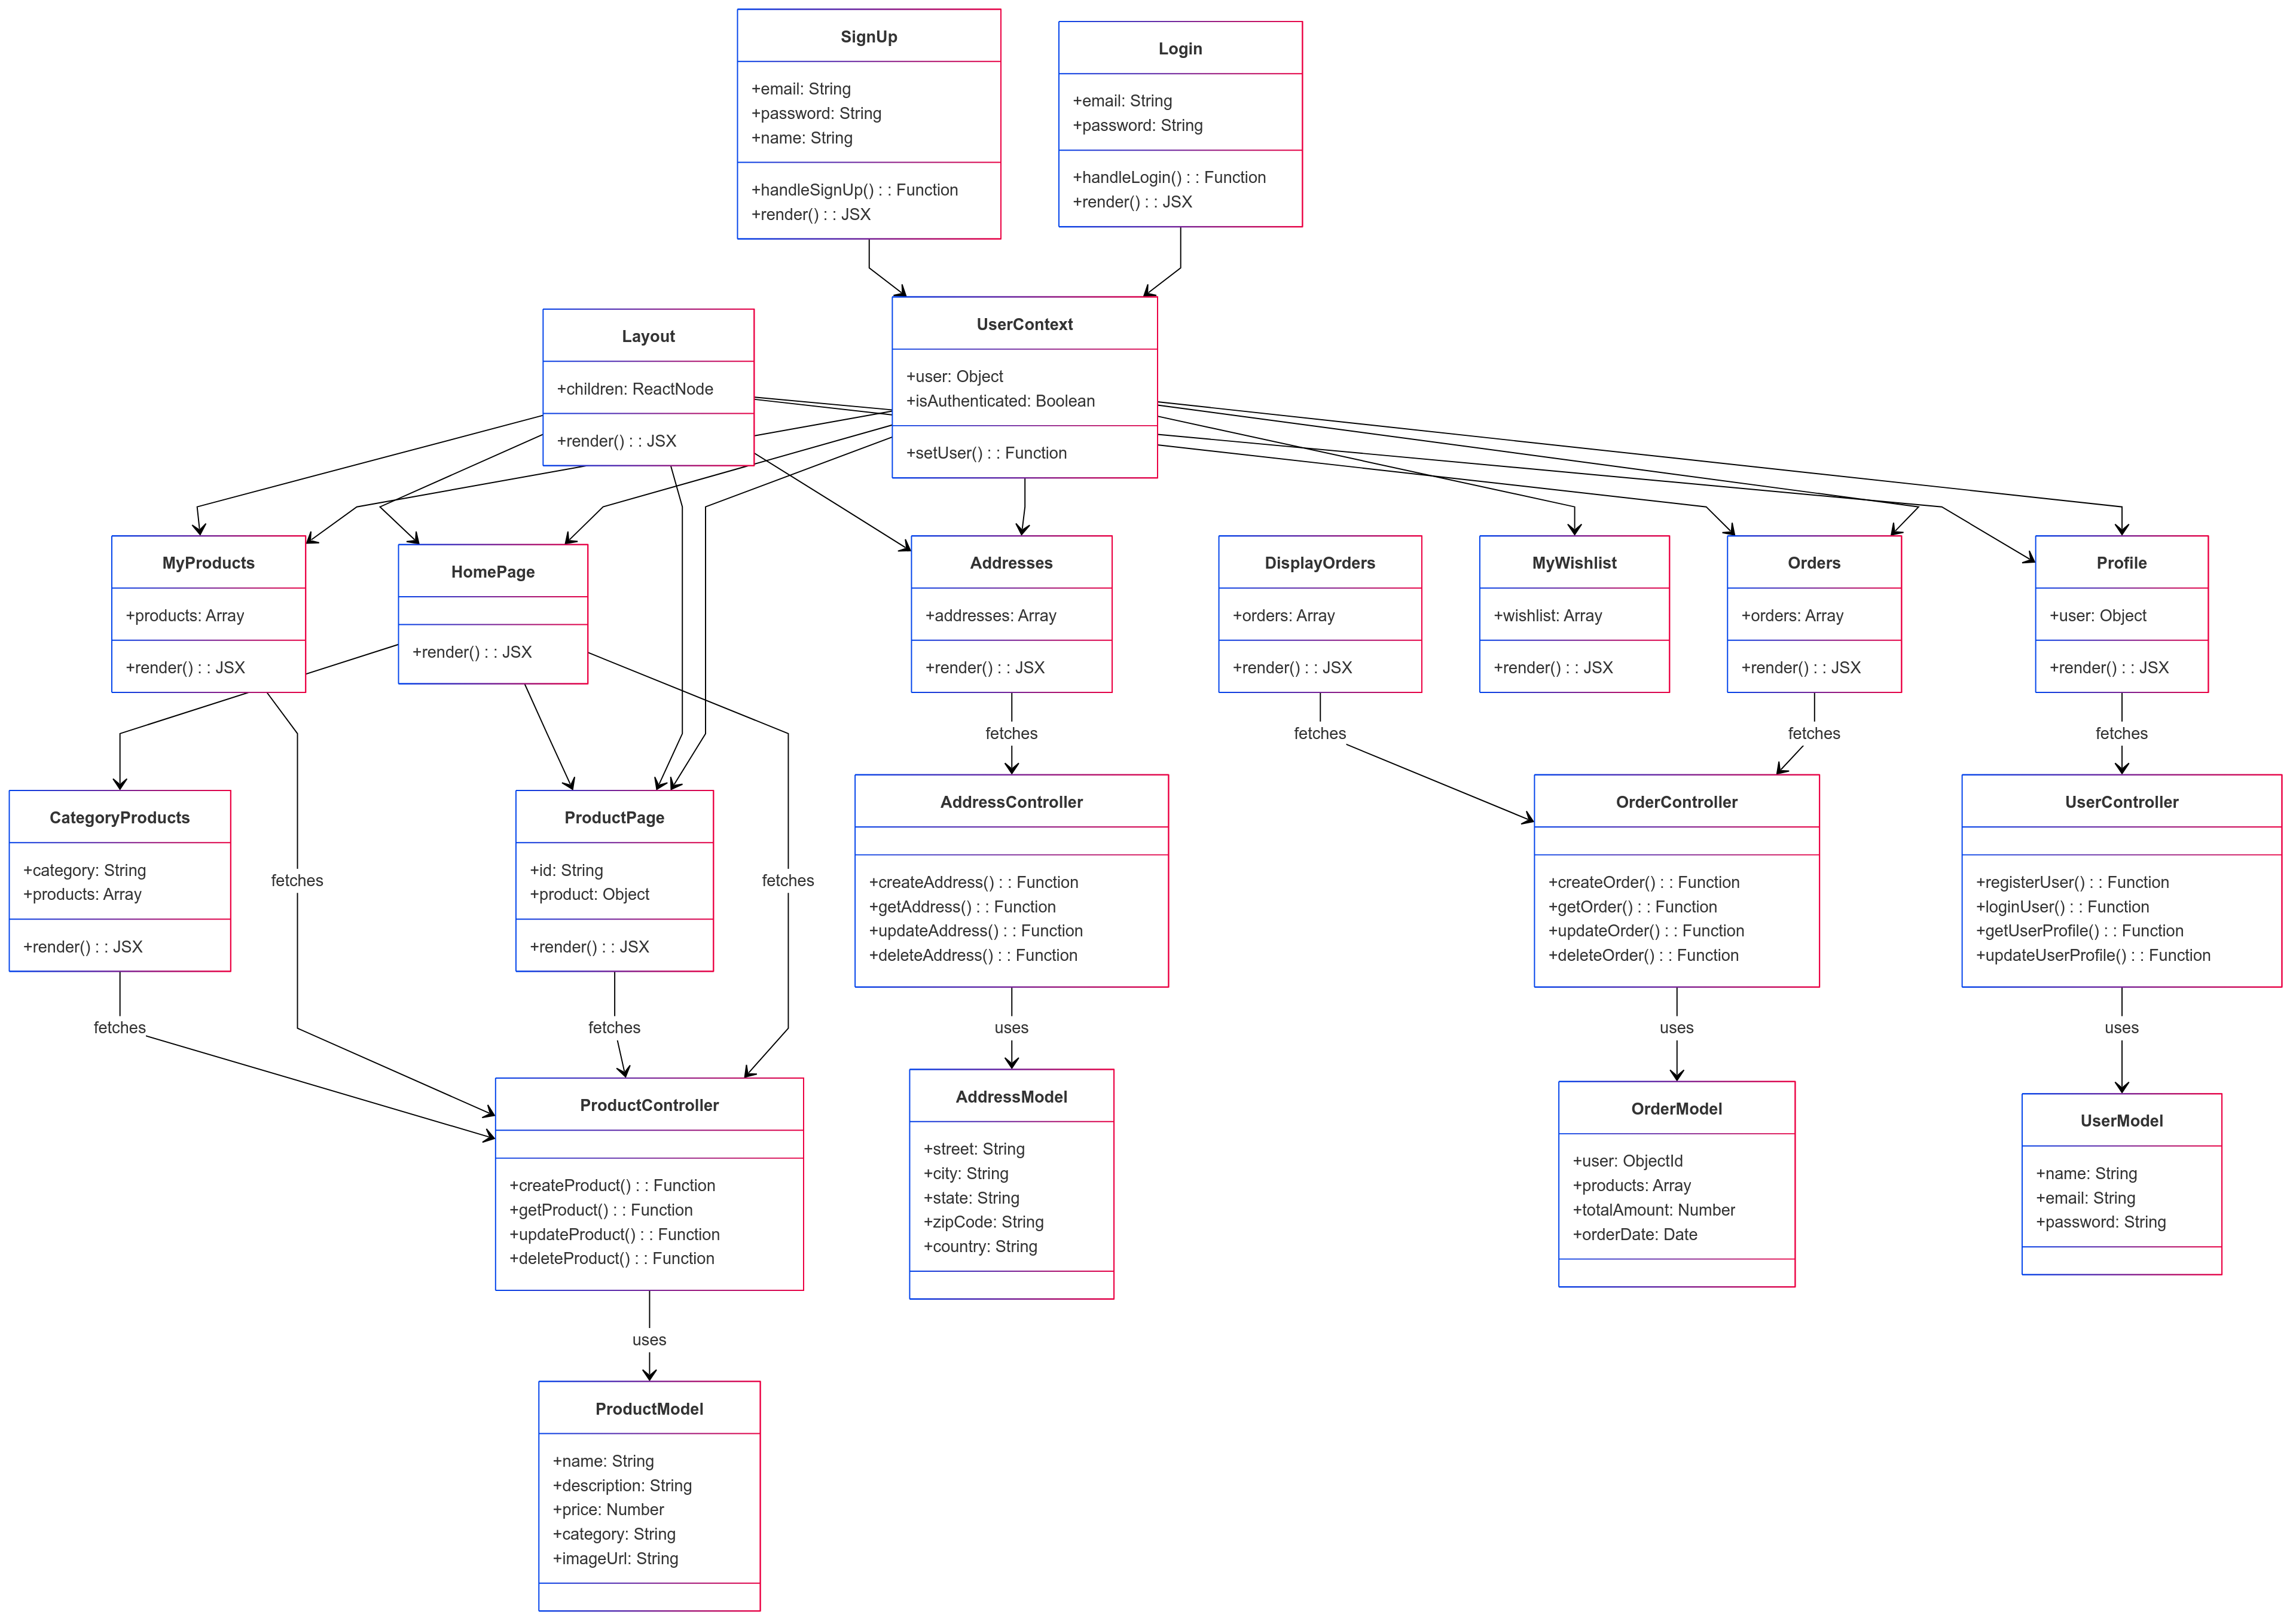 SignUp
+email: String
+password: String
+name: String
+handleSignUp() : : Function
+render() : : JSX
Login
+email: String
+password: String
+handleLogin() : : Function
+render() : : JSX
Layout
+children: ReactNode
+render() : : JSX
UserContext
+user: Object
+isAuthenticated: Boolean
+setUser() : : Function
MyProducts
+products: Array
+render() : : JSX
HomePage
+render() : : JSX
Addresses
+addresses: Array
+render() : : JSX
DisplayOrders
+orders: Array
+render() : : JSX
MyWishlist
+wishlist: Array
+render() : : JSX
Orders
+orders: Array
+render() : : JSX
Profile
+user: Object
+render() : : JSX
fetches
fetches
fetches
fetches
CategoryProducts
+category: String
+products: Array
+render() : : JSX
fetches
ProductPage
+id: String
+product: Object
+render() : : JSX
fetches
AddressController
+createAddress() : : Function
+getAddress() : : Function
+updateAddress() : : Function
+deleteAddress() : : Function
OrderController
+createOrder() : : Function
+getOrder() : : Function
+updateOrder() : : Function
+deleteOrder() : : Function
UserController
+registerUser() : : Function
+loginUser() : : Function
+getUserProfile() : : Function
+updateUserProfile() : : Function
fetches
fetches
uses
uses
uses
ProductController
+createProduct() : : Function
+getProduct() : : Function
+updateProduct() : : Function
+deleteProduct() : : Function
AddressModel
+street: String
+city: String
+state: String
+zipCode: String
+country: String
OrderModel
+user: ObjectId
+products: Array
+totalAmount: Number
+orderDate: Date
UserModel
+name: String
+email: String
+password: String
uses
ProductModel
+name: String
+description: String
+price: Number
+category: String
+imageUrl: String